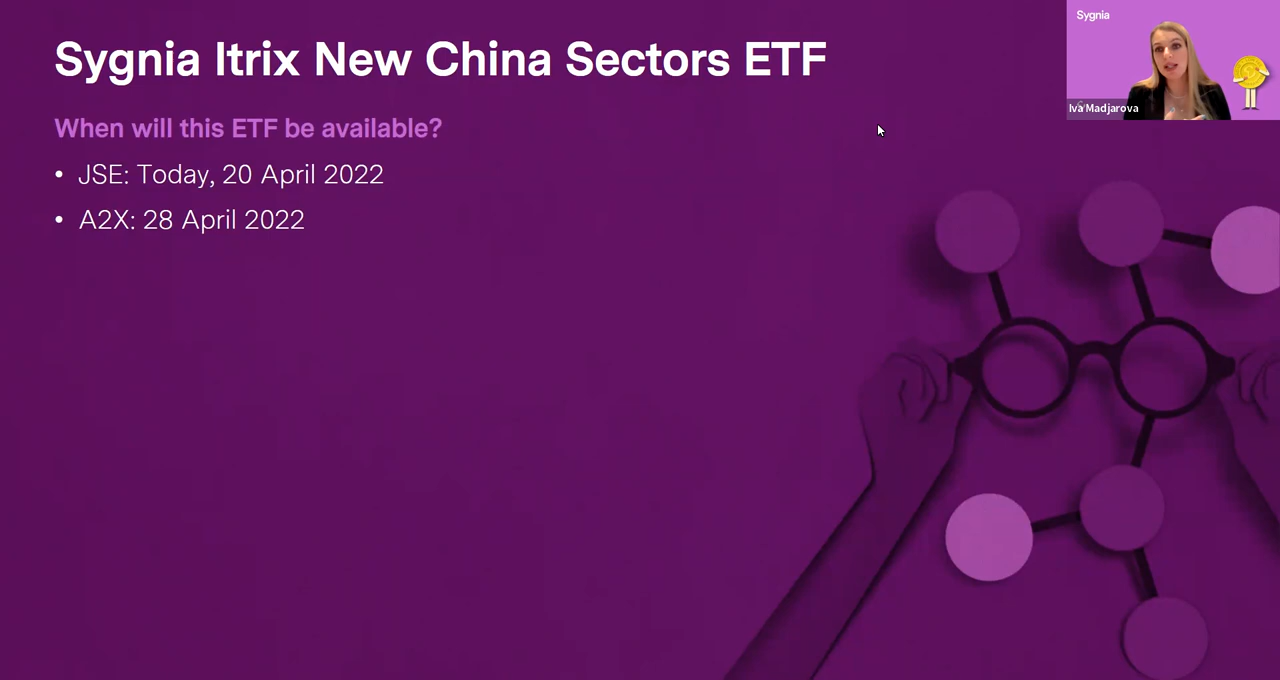 Sygnia Itrix New China Sectors ETF
When will this ETF be available?
• JSE: Today, 20 April 2022
• A2X: 28 April 2022
Sygnia
Iva Madjarova